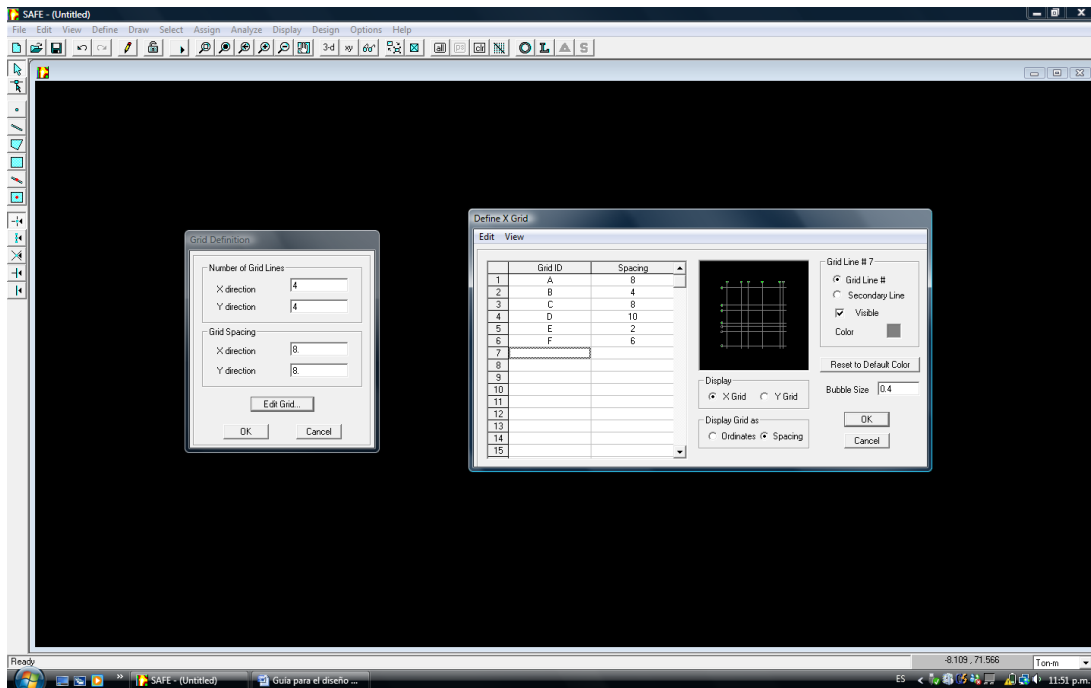 SAFE - (Untitled)
File Edit View Define Draw Select Assign Analyze Display Design Options Help
3-d xy all
Grid Definition
Number of Grid Lines
X direction 4
Y direction 4
Grid Spacing
X direction 8.
Y direction 8.
Edit Grid...
OK Cancel
Define X Grid
Edit View
Grid ID Spacing
1 A 8
2 B 4
3 C 8
4 D 10
5 E 2
6 F 6
7
8
9
10
11
12
13
14
15
Display
X Grid Y Grid
Display Grid as
Ordinates Spacing
Grid Line # 7
Grid Line #
Secondary Line
Visible
Color
Reset to Default Color
Bubble Size 0.4
OK
Cancel
Ready -8.109 , 71.566 Ton-m
SAFE - (Untitled) Guía para el diseño ... ES 11:51 p.m.